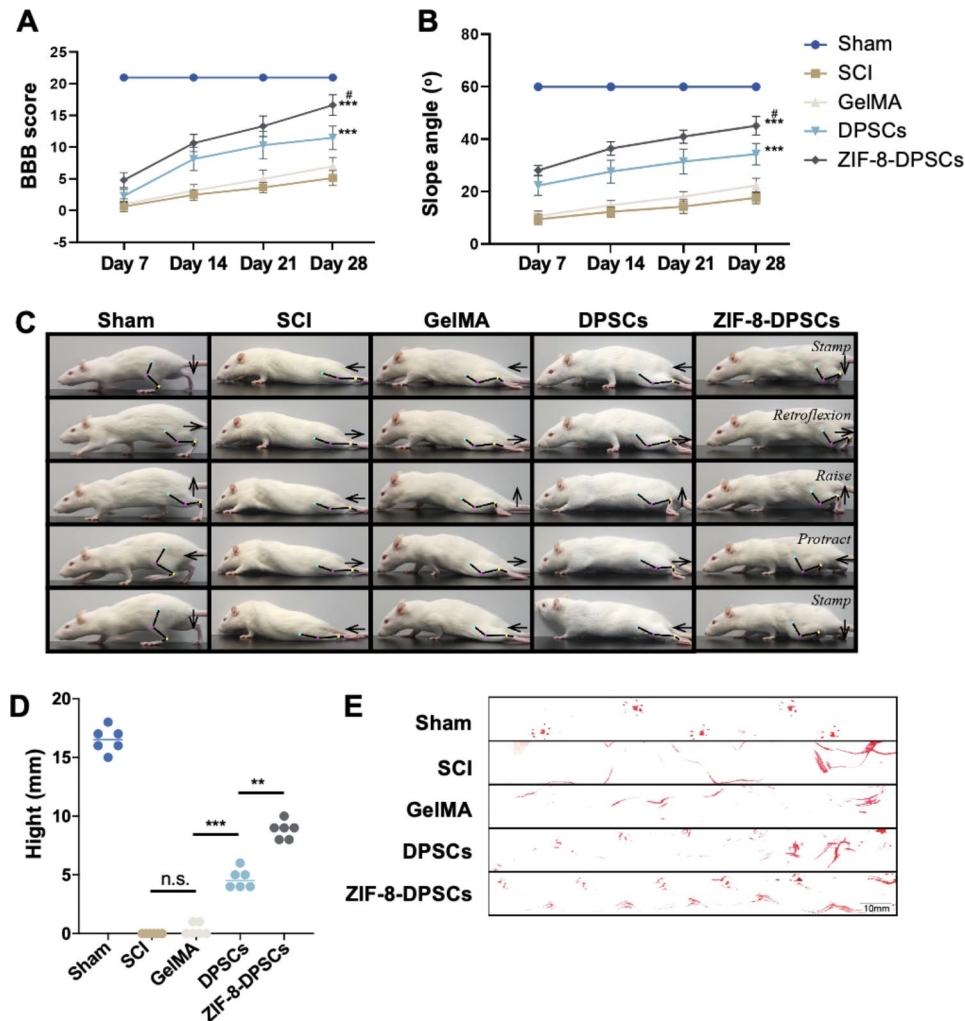 A
BBB score
25
20
15
10
5
0
-5
Day 7 Day 14 Day 21 Day 28
#
***
***
B
Slope angle (°)
80
60
40
20
0
Day 7 Day 14 Day 21 Day 28
#
***
***
Sham
SCI
GelMA
DPSCs
ZIF-8-DPSCs
C
Sham SCI GelMA DPSCs ZIF-8-DPSCs
Stamp
Retroflexion
Raise
Protract
Stamp
D
Hight (mm)
20
15
10
5
0
n.s.
***
**
Sham
SCI
GelMA
DPSCs
ZIF-8-DPSCs
E
Sham
SCI
GelMA
DPSCs
ZIF-8-DPSCs
10mm